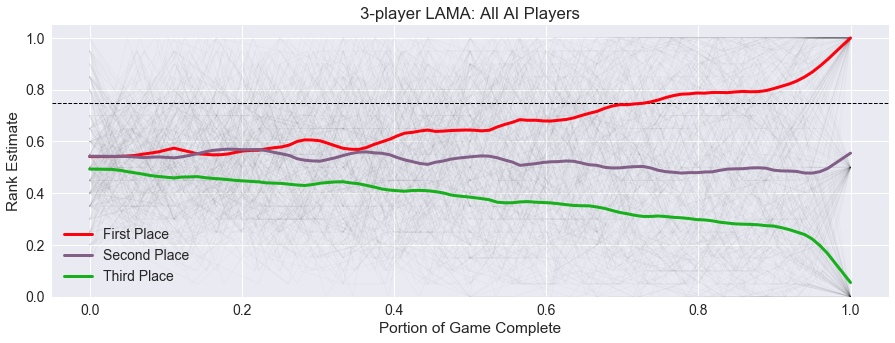 3-player LAMA: All AI Players
Rank Estimate
1.0
0.8
0.6
0.4
0.2
0.0
First Place
Second Place
Third Place
0.0 0.2 0.4 0.6 0.8 1.0
Portion of Game Complete